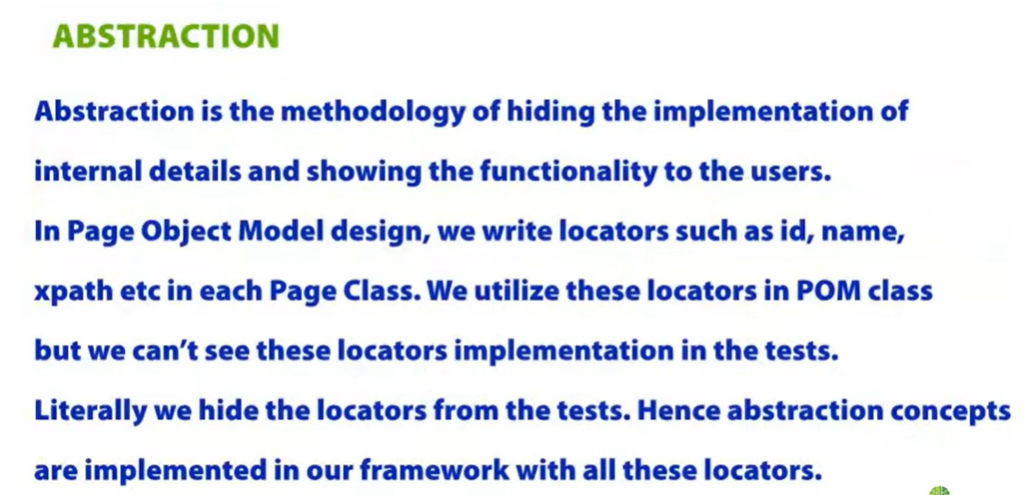 ABSTRACTION
Abstraction is the methodology of hiding the implementation of
internal details and showing the functionality to the users.
In Page Object Model design, we write locators such as id, name,
xpath etc in each Page Class. We utilize these locators in POM class
but we can't see these locators implementation in the tests.
Literally we hide the locators from the tests. Hence abstraction concepts
are implemented in our framework with all these locators.